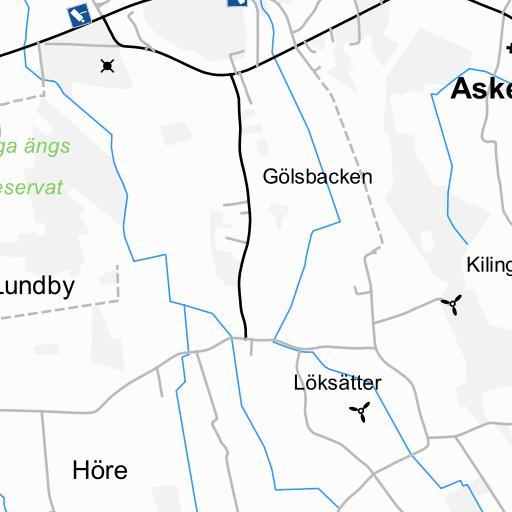 Aske
ga ängs
eservat
Gölsbacken
Kiling
Lundby
Löksätter
Höre